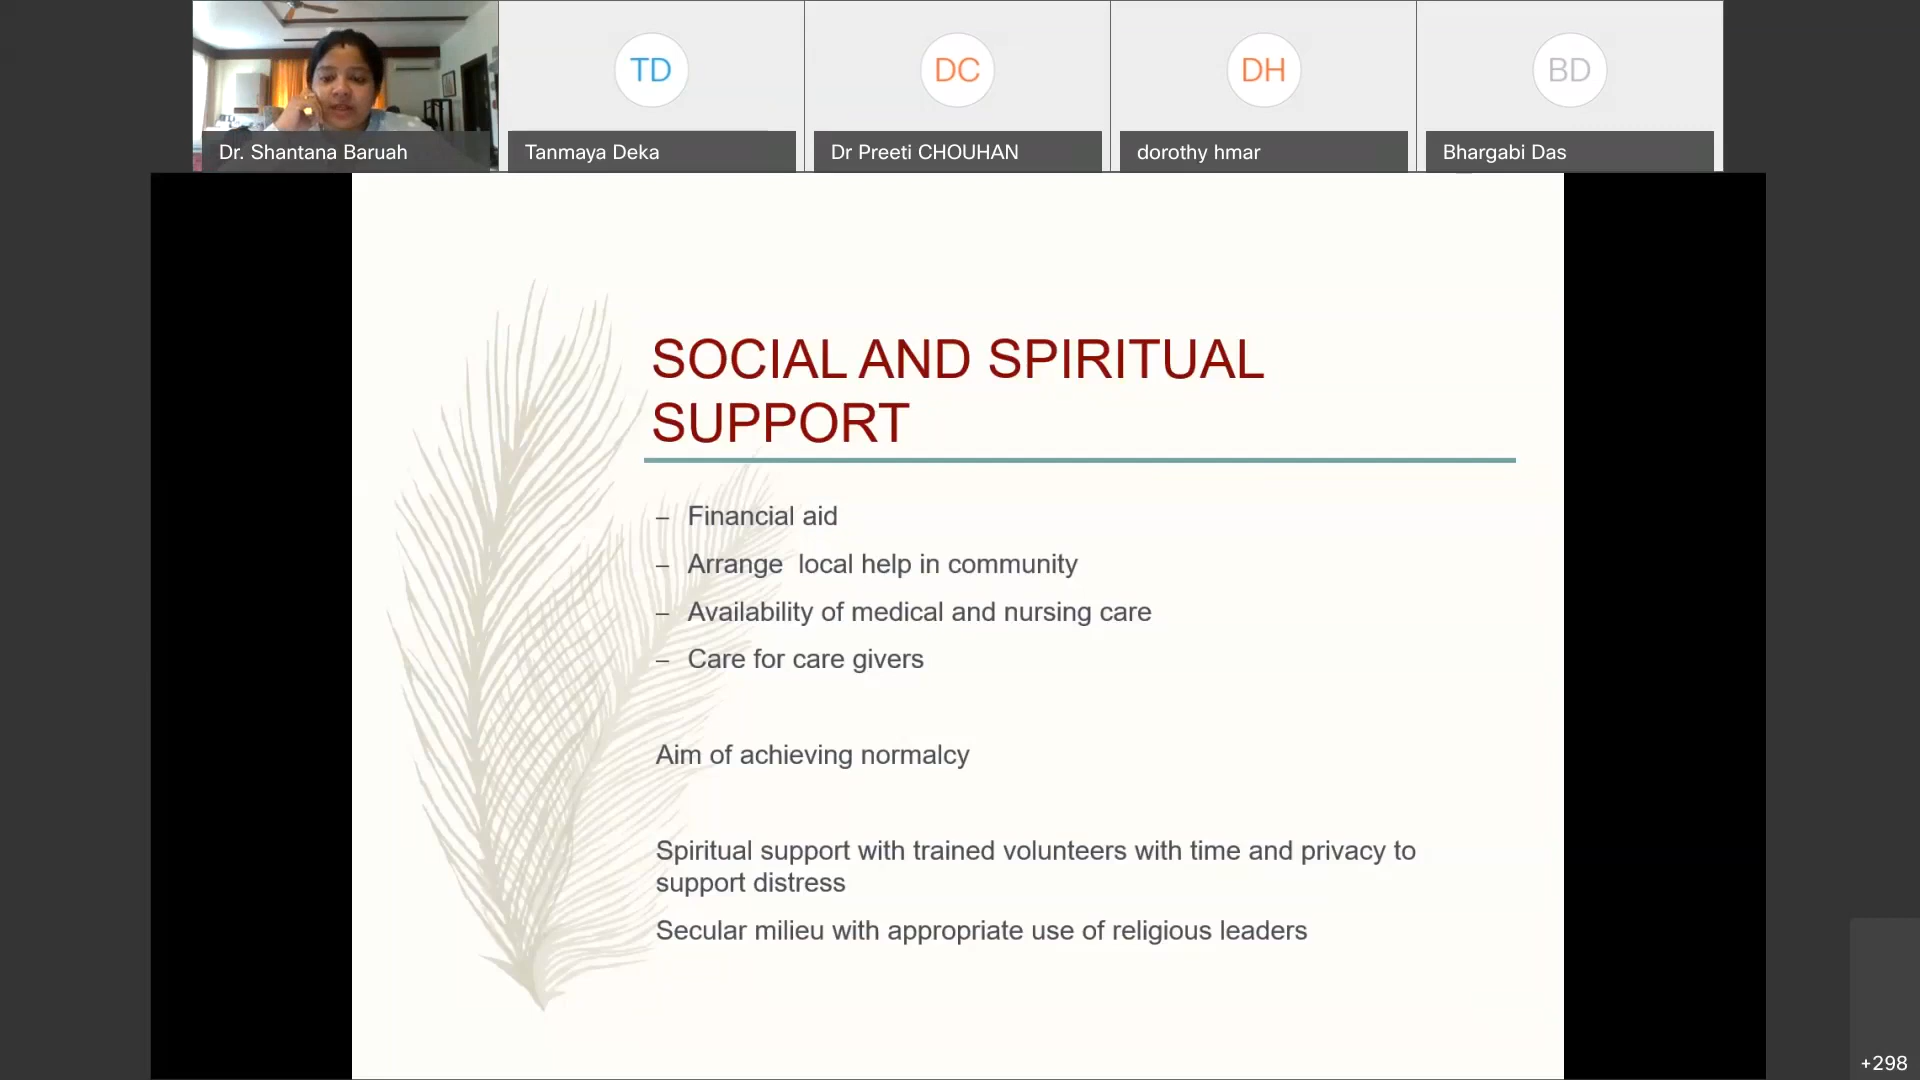 TD
DC
DH
BD
Dr. Shantana Baruah
Tanmaya Deka
Dr Preeti CHOUHAN
dorothy hmar
Bhargabi Das
SOCIAL AND SPIRITUAL
SUPPORT
– Financial aid
– Arrange  local help in community
– Availability of medical and nursing care
– Care for care givers
Aim of achieving normalcy
Spiritual support with trained volunteers with time and privacy to
support distress
Secular milieu with appropriate use of religious leaders
+298